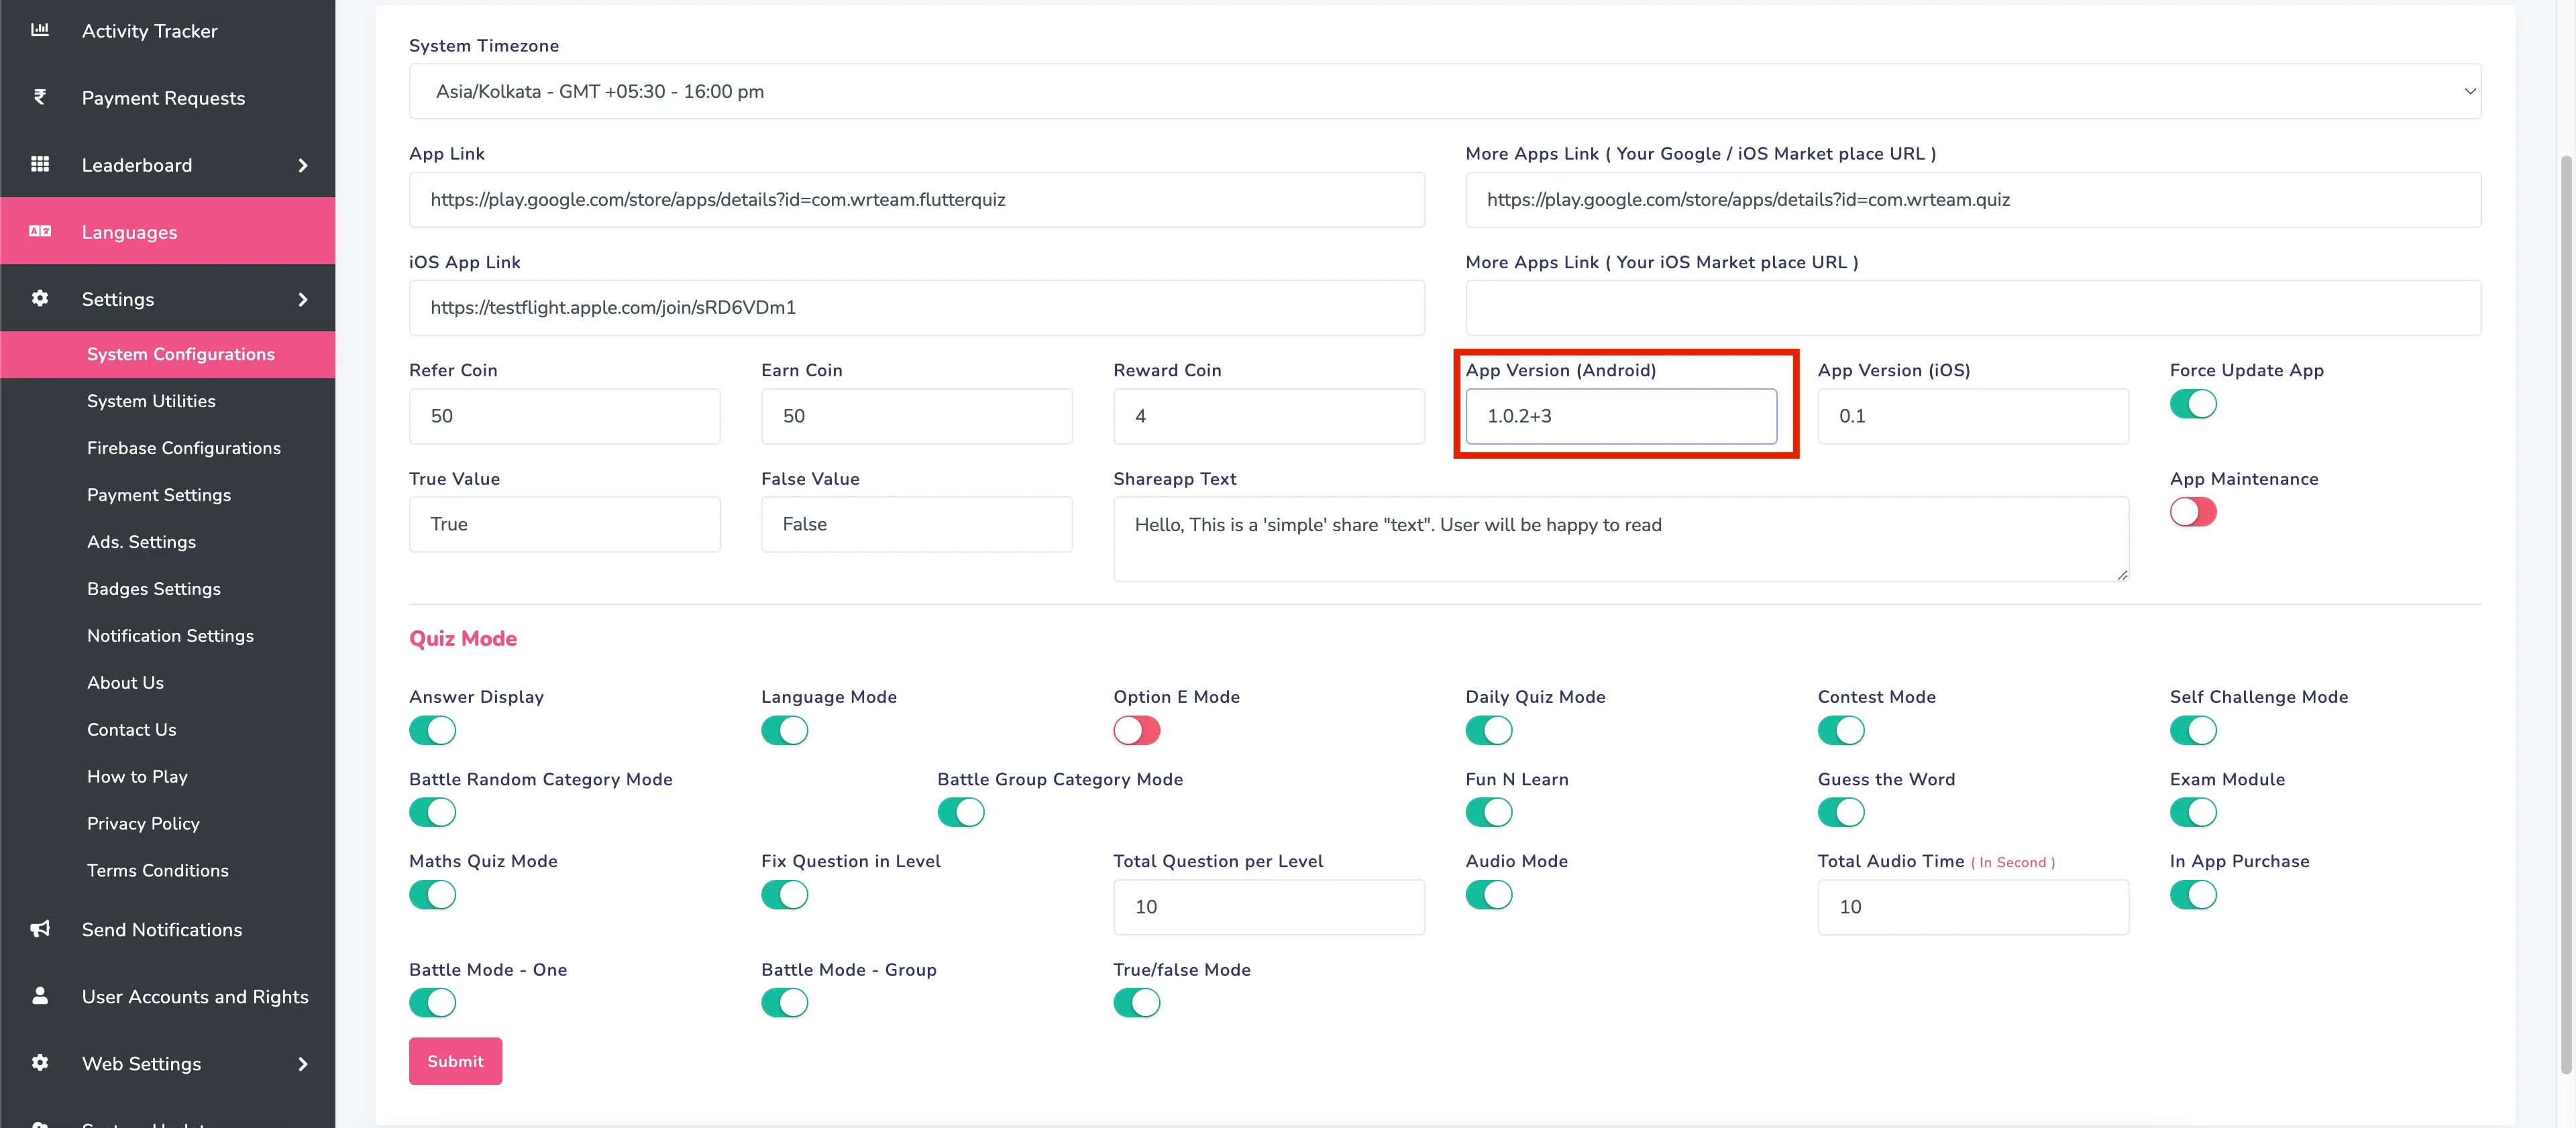 Activity Tracker
Payment Requests
Leaderboard
Languages
Settings
System Configurations
System Utilities
Firebase Configurations
Payment Settings
Ads. Settings
Badges Settings
Notification Settings
About Us
Contact Us
How to Play
Privacy Policy
Terms Conditions
Send Notifications
User Accounts and Rights
Web Settings
System Timezone
Asia/Kolkata - GMT +05:30 - 16:00 pm
App Link
More Apps Link ( Your Google / iOS Market place URL )
https://play.google.com/store/apps/details?id=com.wrteam.flutterquiz
https://play.google.com/store/apps/details?id=com.wrteam.quiz
iOS App Link
More Apps Link ( Your iOS Market place URL )
https://testflight.apple.com/join/sRD6VDm1
Refer Coin
Earn Coin
Reward Coin
App Version (Android)
App Version (iOS)
Force Update App
50
50
4
1.0.2+3
0.1
True Value
False Value
Shareapp Text
App Maintenance
True
False
Hello, This is a 'simple' share "text". User will be happy to read
Quiz Mode
Answer Display
Language Mode
Option E Mode
Daily Quiz Mode
Contest Mode
Self Challenge Mode
Battle Random Category Mode
Battle Group Category Mode
Fun N Learn
Guess the Word
Exam Module
Maths Quiz Mode
Fix Question in Level
Total Question per Level
Audio Mode
Total Audio Time ( In Second )
In App Purchase
10
10
Battle Mode - One
Battle Mode - Group
True/false Mode
Submit